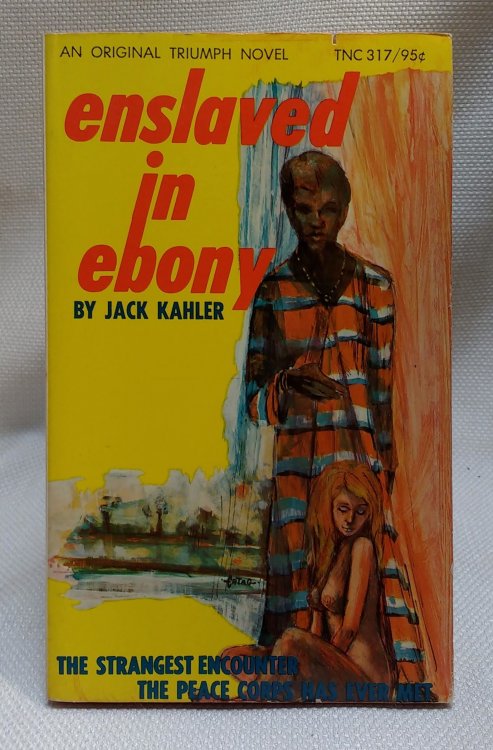 AN ORIGINAL TRIUMPH NOVEL TNC 317/95¢
enslaved
in
ebony
BY JACK KAHLER
THE STRANGEST ENCOUNTER
THE PEACE CORPS HAS EVER MET